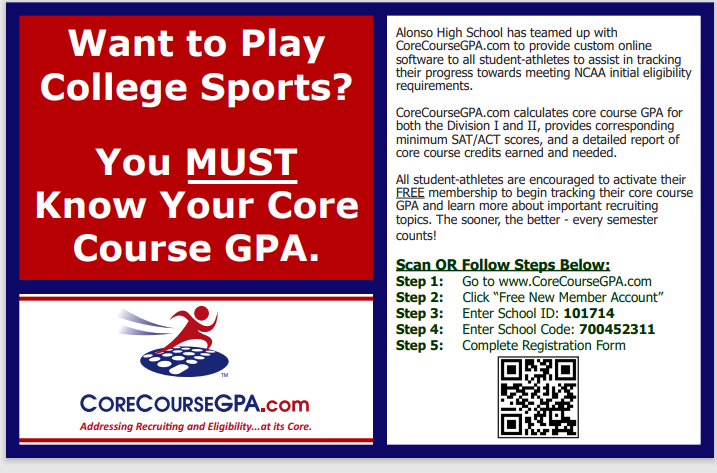 Want to Play
College Sports?
You MUST
Know Your Core
Course GPA.
TM
CORECOURSEGPA.com
Addressing Recruiting and Eligibility...at its Core.
Alonso High School has teamed up with
CoreCourseGPA.com to provide custom online
software to all student-athletes to assist in tracking
their progress towards meeting NCAA initial eligibility
requirements.
CoreCourseGPA.com calculates core course GPA for
both the Division I and II, provides corresponding
minimum SAT/ACT scores, and a detailed report of
core course credits earned and needed.
All student-athletes are encouraged to activate their
FREE membership to begin tracking their core course
GPA and learn more about important recruiting
topics. The sooner, the better - every semester
counts!
Scan OR Follow Steps Below:
Step 1: Go to www.CoreCourseGPA.com
Step 2: Click “Free New Member Account”
Step 3: Enter School ID: 101714
Step 4: Enter School Code: 700452311
Step 5: Complete Registration Form